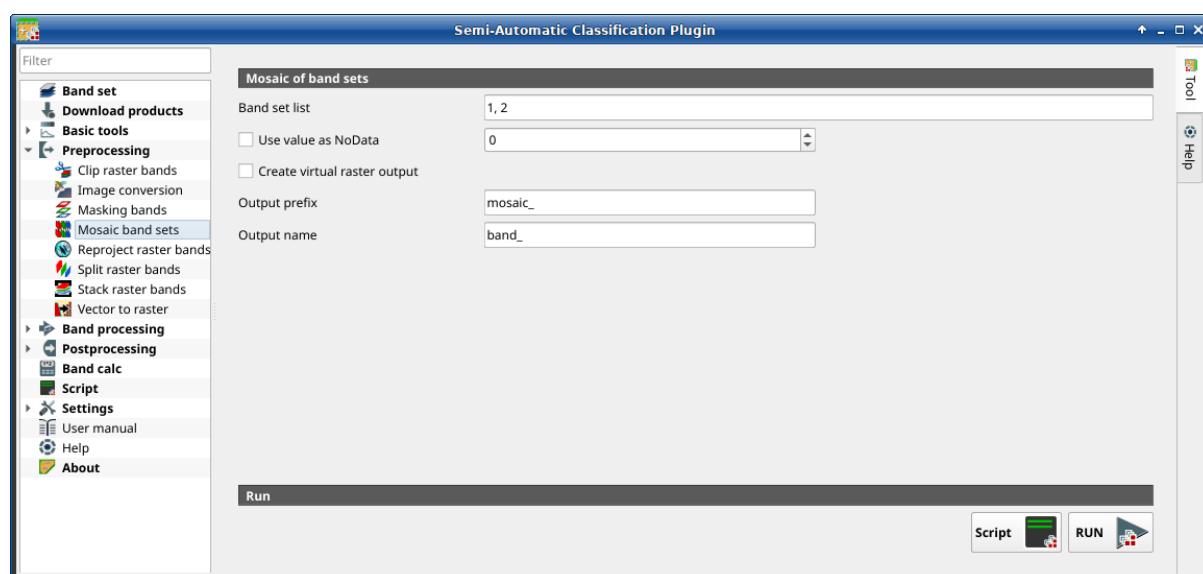 Semi-Automatic Classification Plugin
Filter
Band set
Download products
Basic tools
Preprocessing
Clip raster bands
Image conversion
Masking bands
Mosaic band sets
Reproject raster bands
Split raster bands
Stack raster bands
Vector to raster
Band processing
Postprocessing
Band calc
Script
Settings
User manual
Help
About
Mosaic of band sets
Band set list 1, 2
Use value as NoData 0
Create virtual raster output
Output prefix mosaic_
Output name band_
Run
Script RUN
Tool
Help